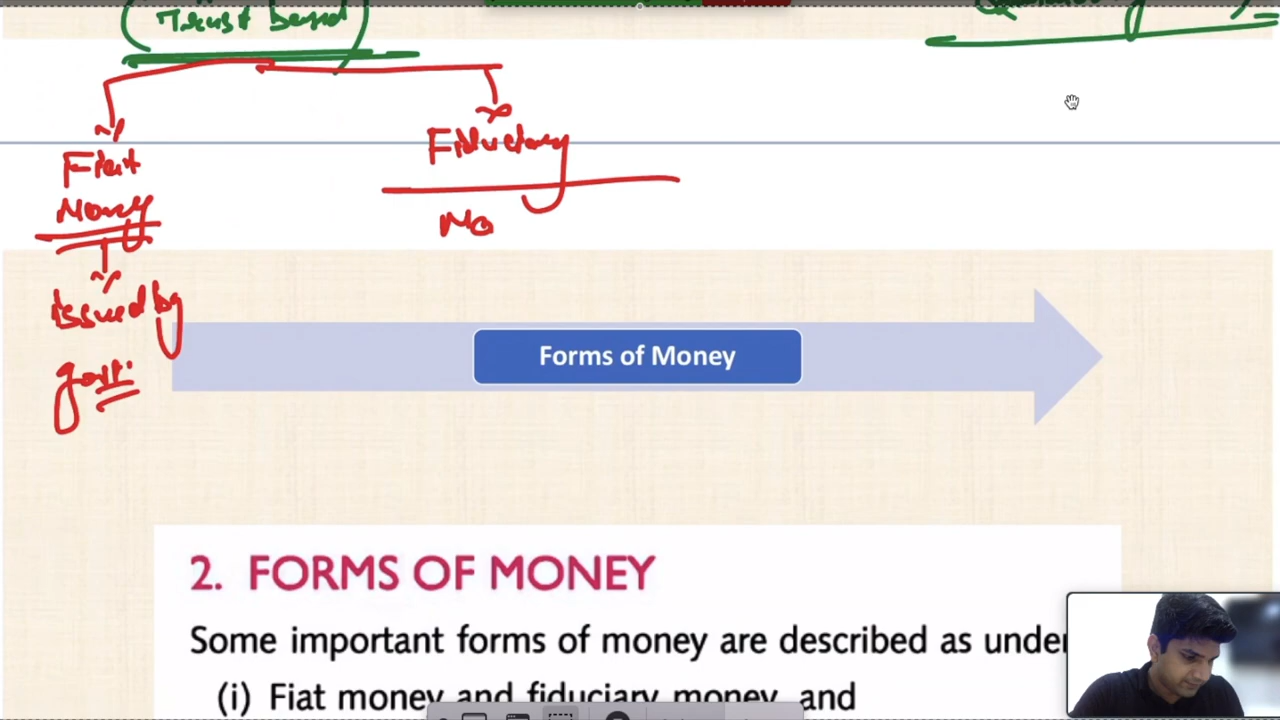 Trust based
Fiat
Money
Issued by
govt.
Fiduciary
Mo
Forms of Money
2. FORMS OF MONEY
Some important forms of money are described as under
(i) Fiat money and fiduciary money, and